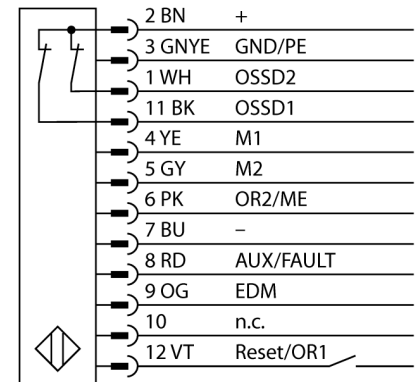 2 BN +
3 GNYE GND/PE
1 WH OSSD2
11 BK OSSD1
4 YE M1
5 GY M2
6 PK OR2/ME
7 BU –
8 RD AUX/FAULT
9 OG EDM
10 n.c.
12 VT Reset/OR1